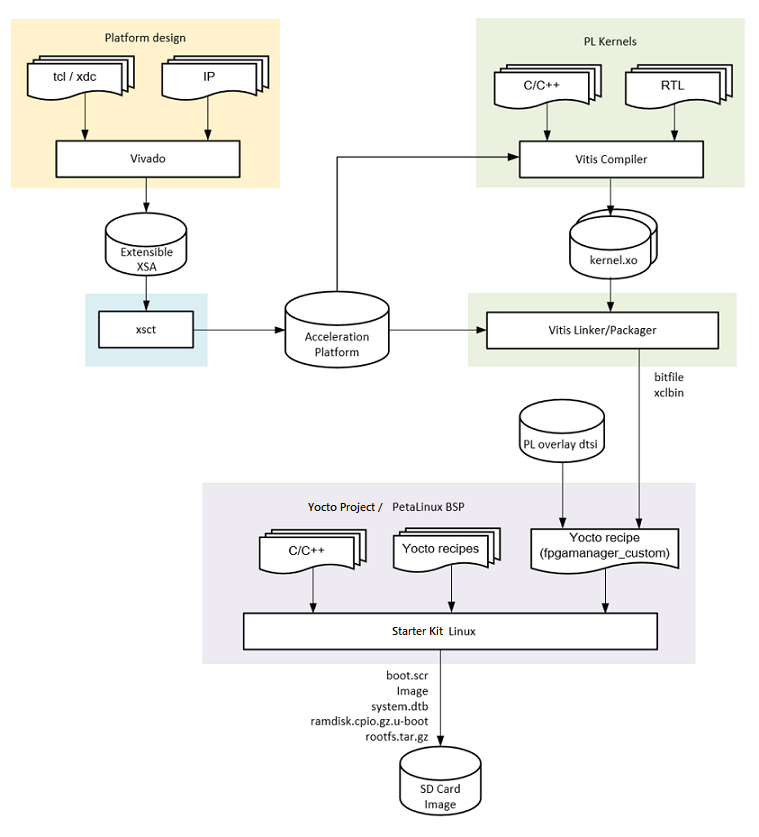 Platform design
tcl / xdc
IP
Vivado
Extensible
XSA
xsct
Acceleration
Platform
PL Kernels
C/C++
RTL
Vitis Compiler
kernel.xo
Vitis Linker/Packager
bitfile
xclbin
PL overlay dtsi
Yocto Project / PetaLinux BSP
C/C++
Yocto recipes
Yocto recipe
(fpgamanager_custom)
Starter Kit Linux
boot.scr
Image
system.dtb
ramdisk.cpio.gz.u-boot
rootfs.tar.gz
SD Card
Image